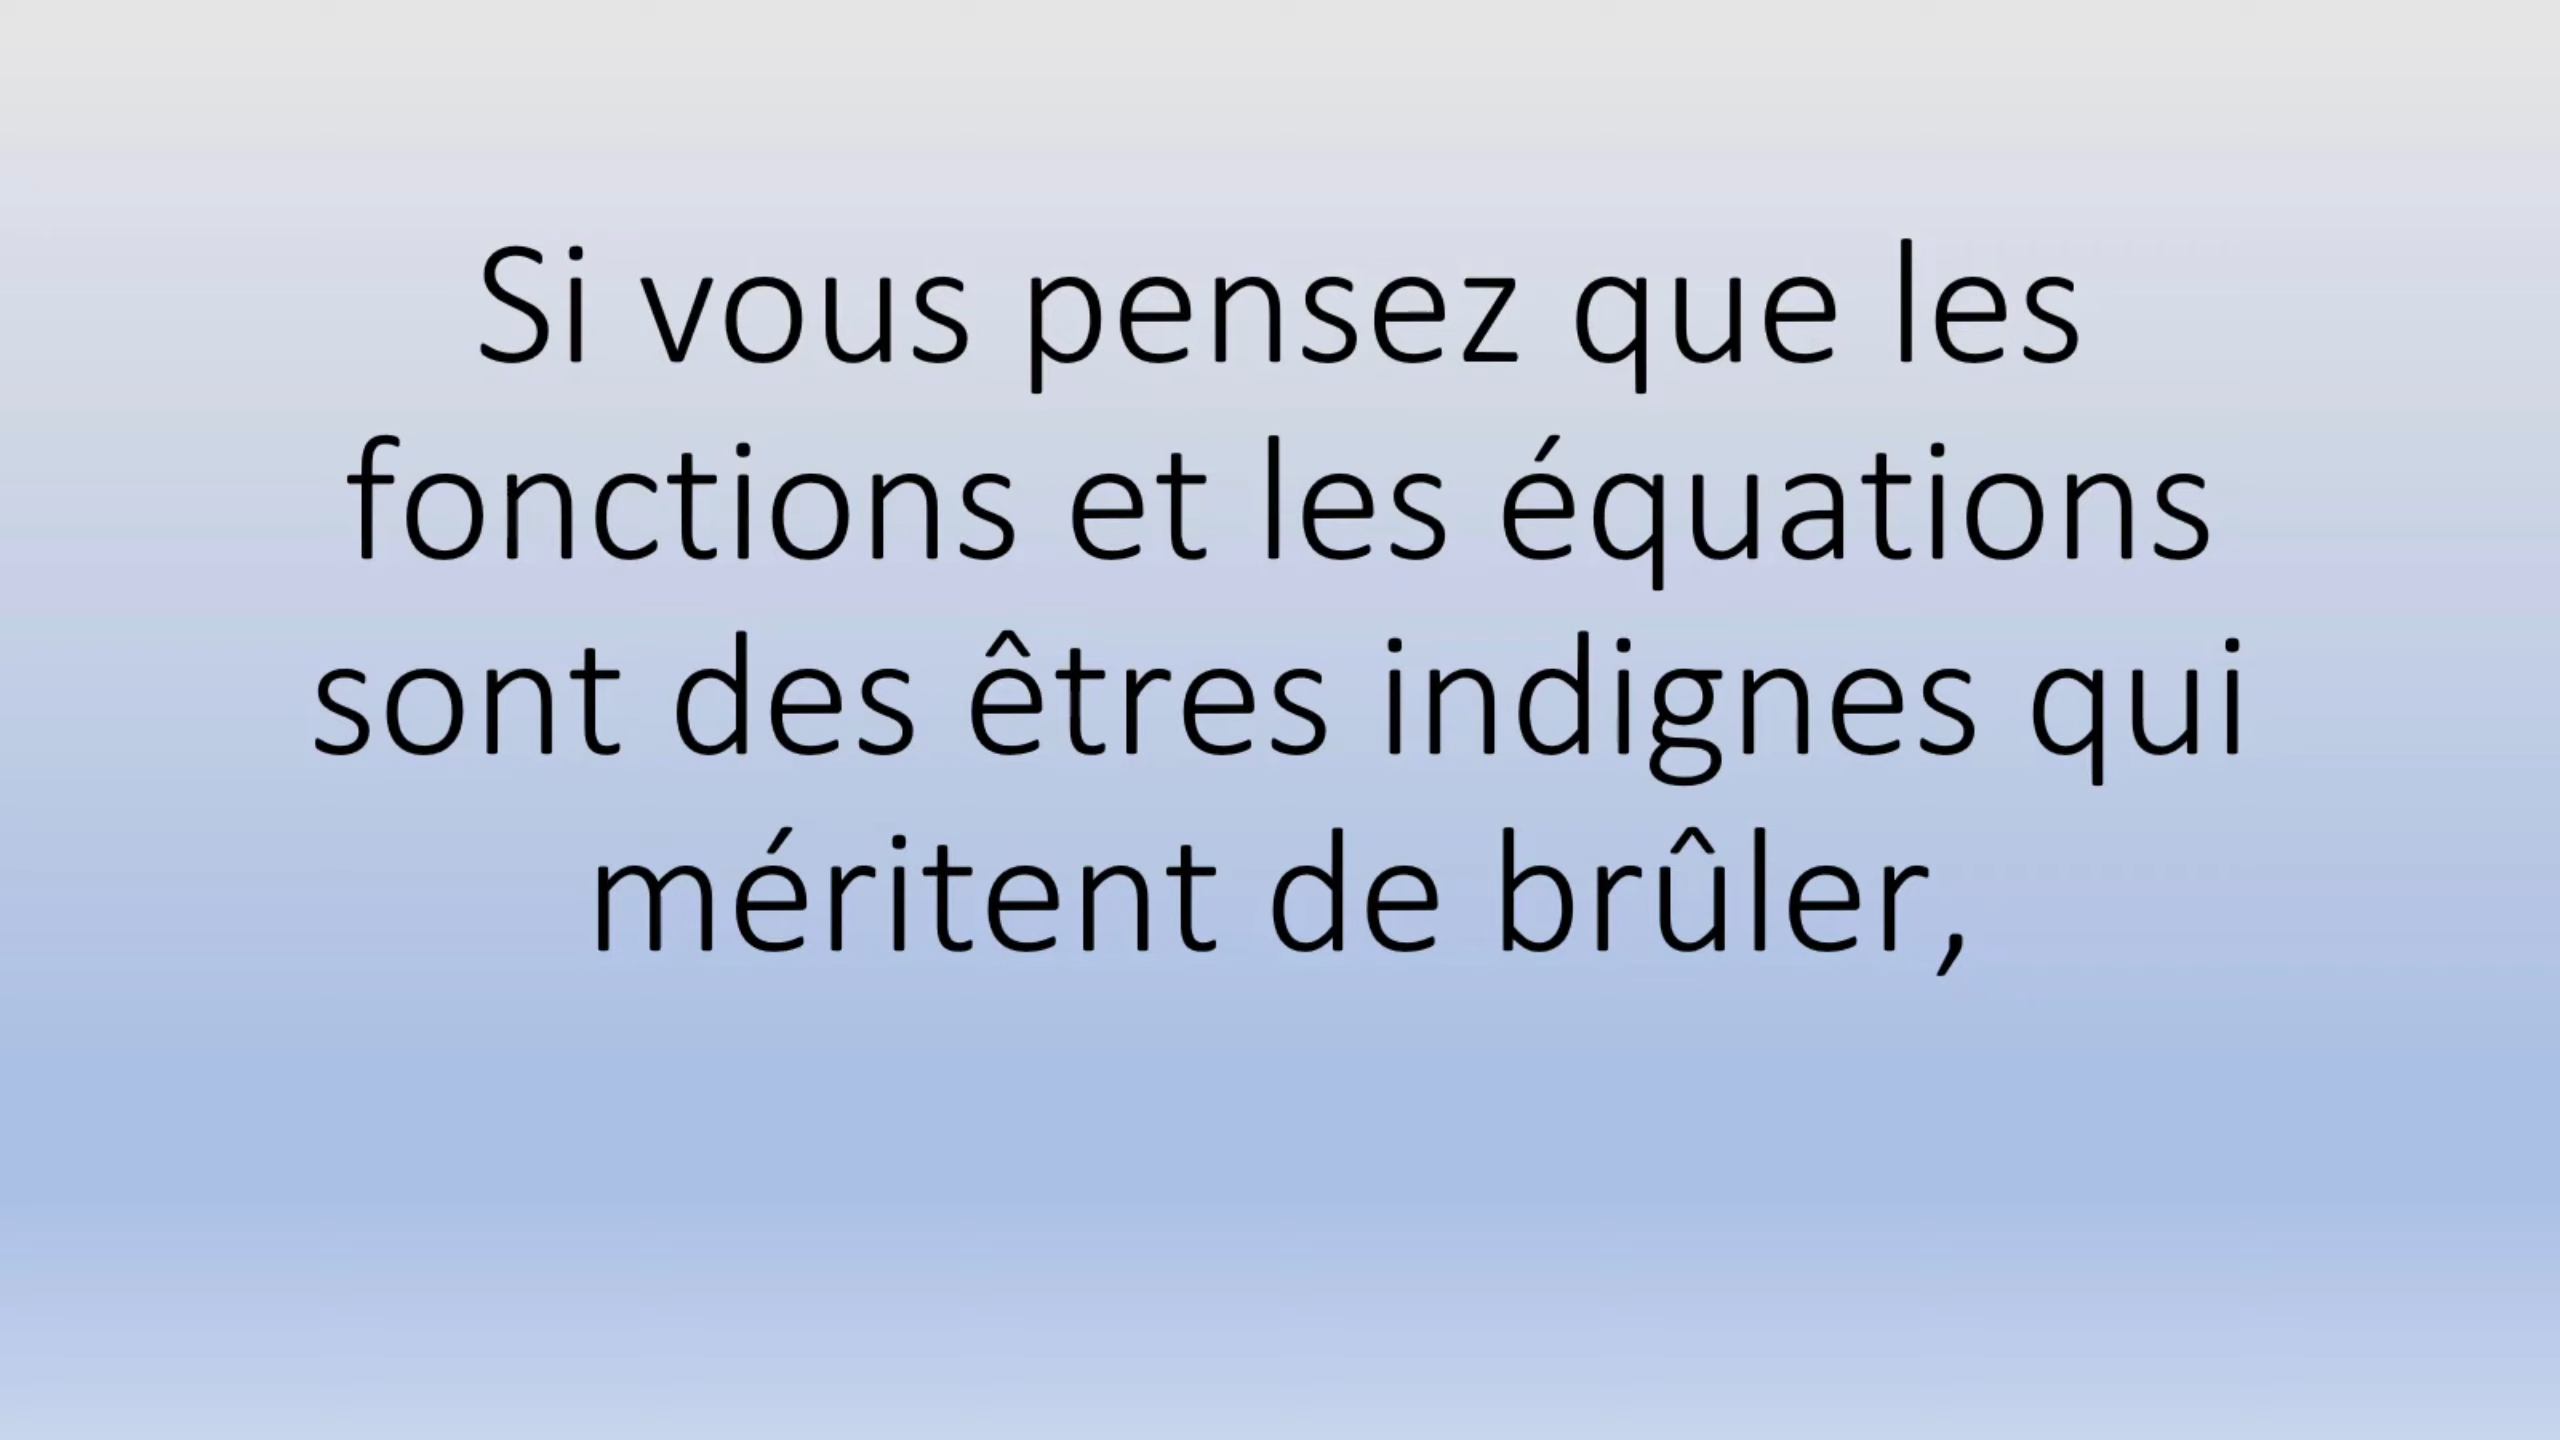 Si vous pensez que les
fonctions et les équations
sont des êtres indignes qui
méritent de brûler,